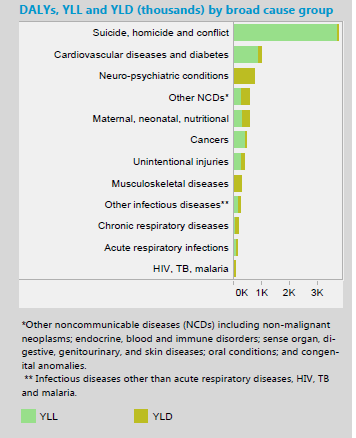 DALYs, YLL and YLD (thousands) by broad cause group
Suicide, homicide and conflict
Cardiovascular diseases and diabetes
Neuro-psychiatric conditions
Other NCDs*
Maternal, neonatal, nutritional
Cancers
Unintentional injuries
Musculoskeletal diseases
Other infectious diseases**
Chronic respiratory diseases
Acute respiratory infections
HIV, TB, malaria
0K 1K 2K 3K
*Other noncommunicable diseases (NCDs) including non-malignant
neoplasms; endocrine, blood and immune disorders; sense organ, di-
gestive, genitourinary, and skin diseases; oral conditions; and congen-
ital anomalies.
** Infectious diseases other than acute respiratory diseases, HIV, TB
and malaria.
YLL YLD